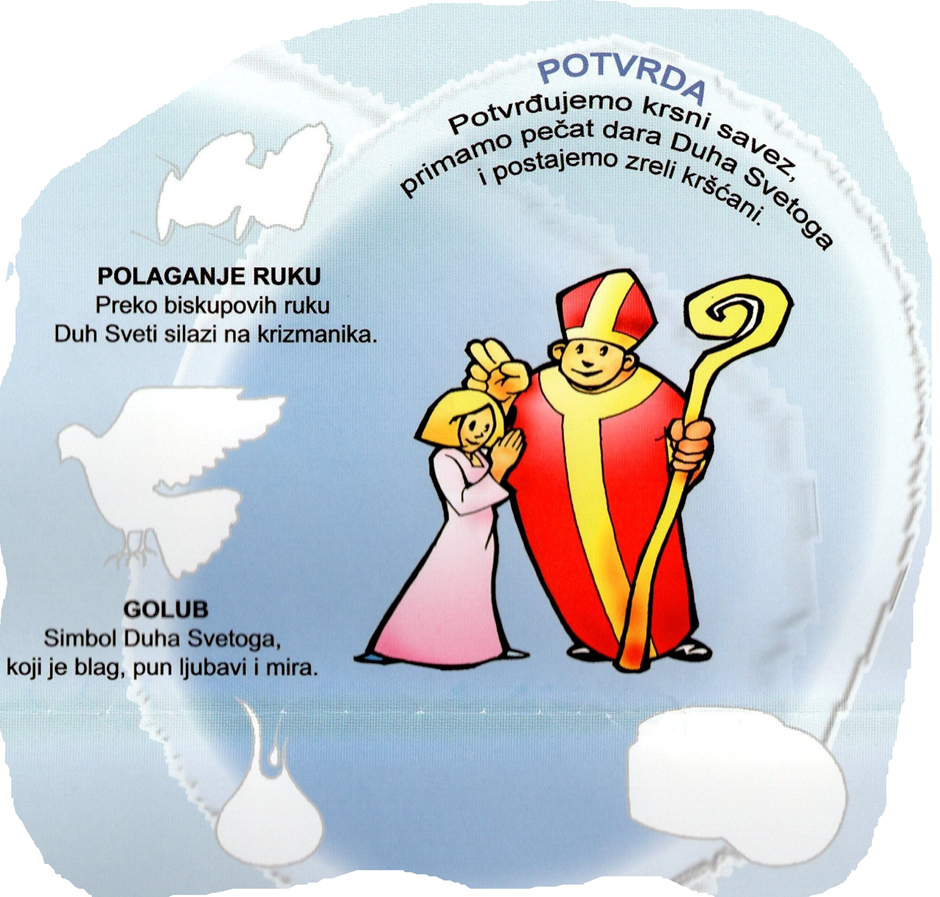 POTVRDA
Potvrđujemo krsni savez,
primamo pečat dara Duha Svetoga
i postajemo zreli kršćani.
POLAGANJE RUKU
Preko biskupovih ruku
Duh Sveti silazi na krizmanika.
GOLUB
Simbol Duha Svetoga,
koji je blag, pun ljubavi i mira.